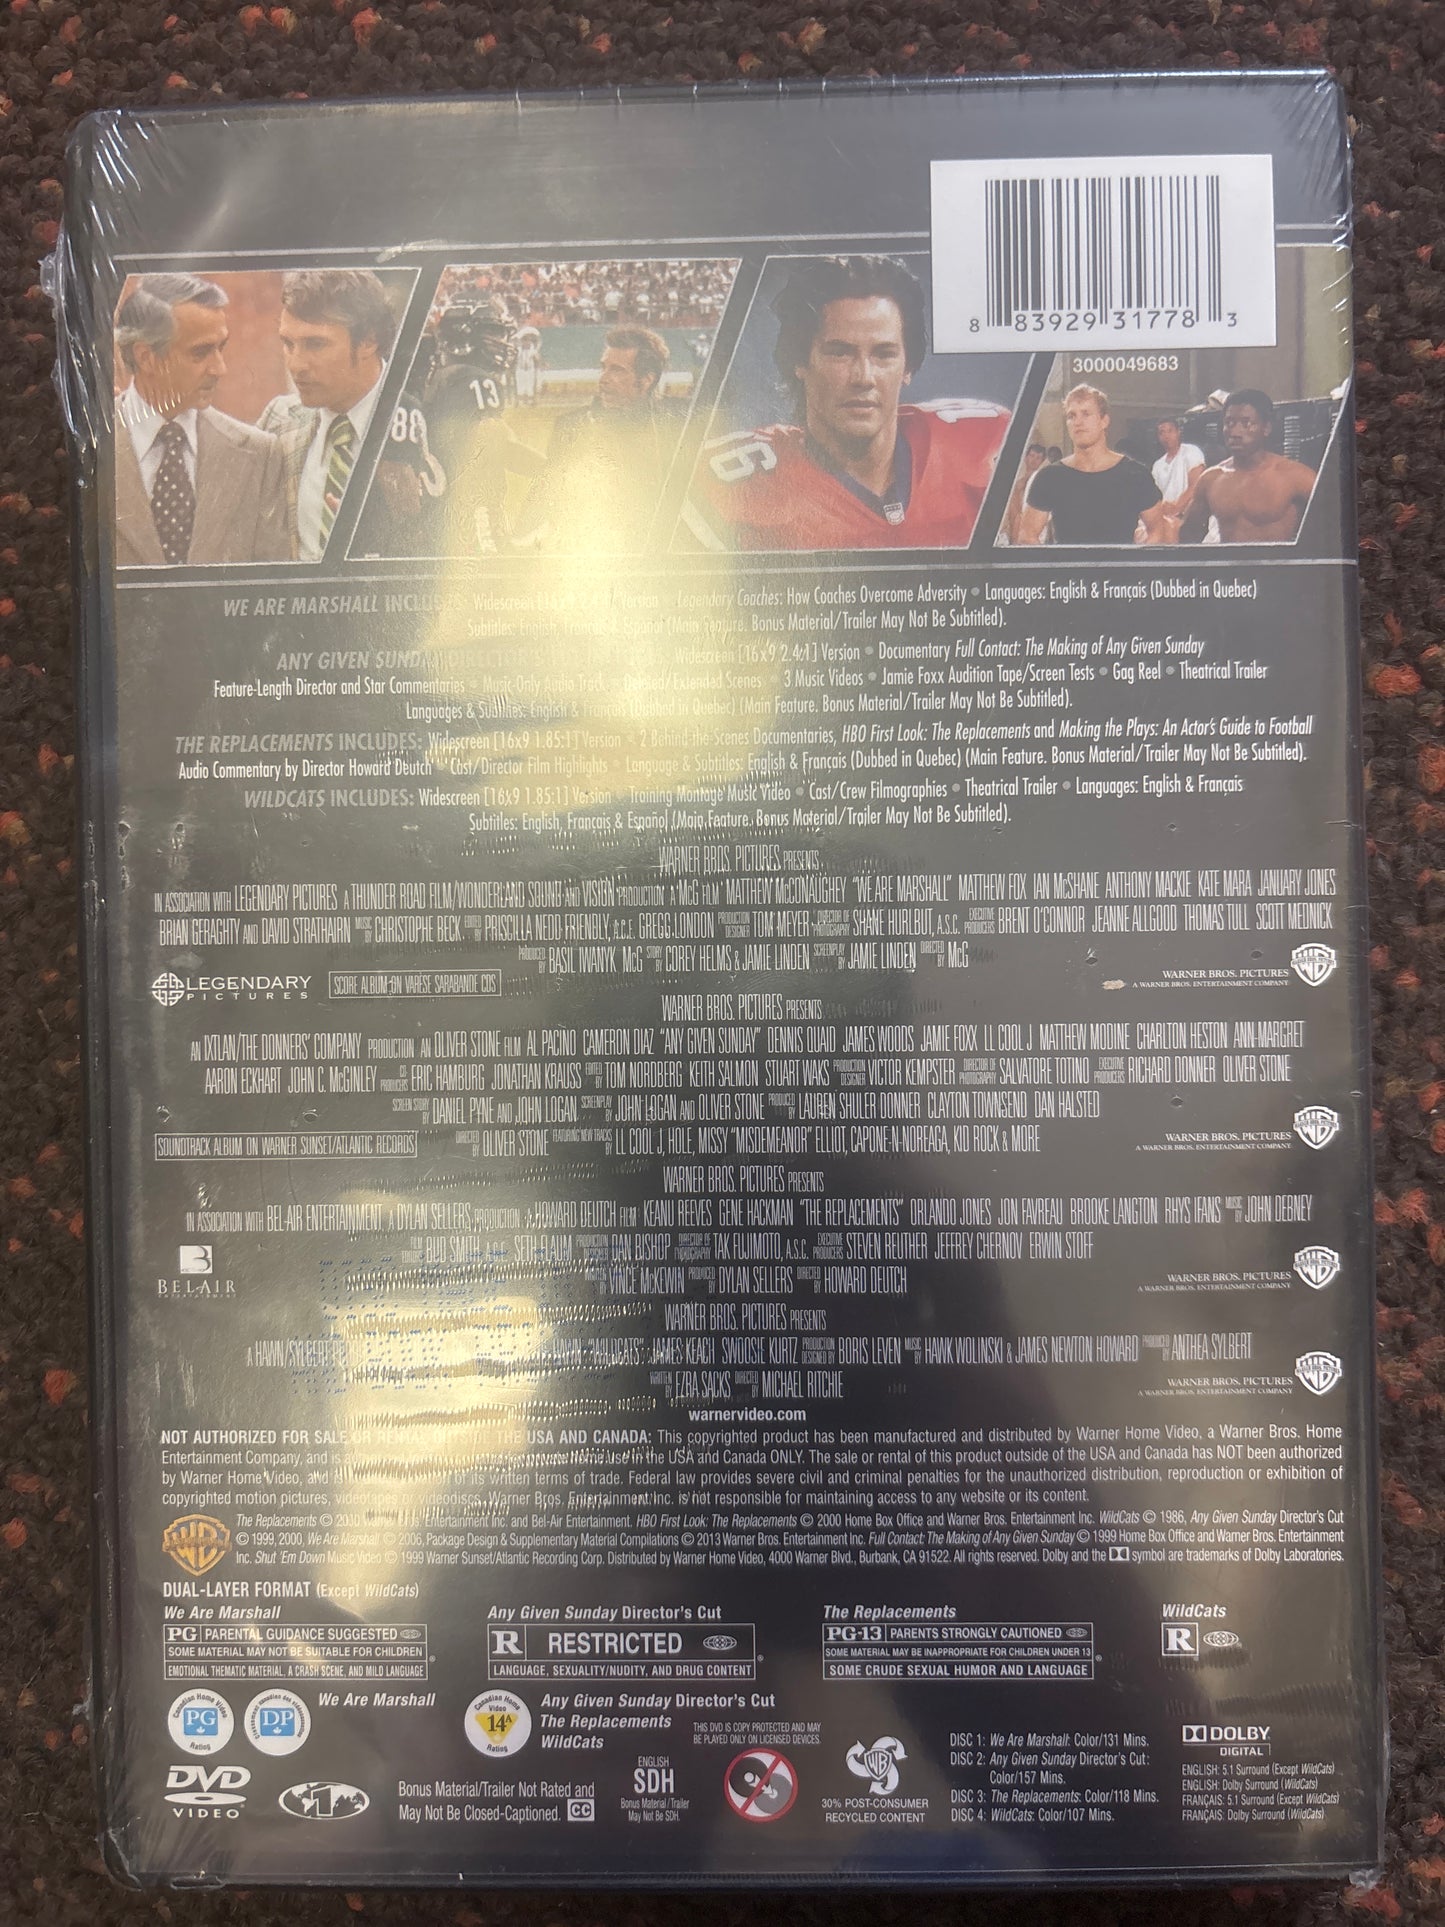 8 83929 31778 3
3000049683
13
88
16
WE ARE MARSHALL INCLUDES: Widescreen Version • Legendary Coaches: How Coaches Overcome Adversity • Languages: English & Français (Dubbed in Quebec)
Subtitles: English, Français & Español (Main Feature. Bonus Material/Trailer May Not Be Subtitled).
ANY GIVEN SUNDAY DIRECTOR'S Widescreen [16x9 2.4:1] Version • Documentary Full Contact: The Making of Any Given Sunday
Feature-Length Director and Star Commentaries • Music-Only Audio Track • Deleted/Extended Scenes • 3 Music Videos • Jamie Foxx Audition Tape/Screen Tests • Gag Reel • Theatrical Trailer
Languages & Subtitles: English & Français (Dubbed in Quebec) (Main Feature. Bonus Material/Trailer May Not Be Subtitled).
THE REPLACEMENTS INCLUDES: Widescreen [16x9 1.85:1] Version • 2 Behind-the-Scenes Documentaries, HBO First Look: The Replacements and Making the Plays: An Actor's Guide to Football
Audio Commentary by Director Howard Deutch • Cast/Director Film Highlights • Language & Subtitles: English & Français (Dubbed in Quebec) (Main Feature. Bonus Material/Trailer May Not Be Subtitled).
WILDCATS INCLUDES: Widescreen [16x9 1.85:1] Version • Training Montage Music Video • Cast/Crew Filmographies • Theatrical Trailer • Languages: English & Français
Subtitles: English, Français & Español (Main Feature. Bonus Material/Trailer May Not Be Subtitled).
WARNER BROS. PICTURES PRESENTS
IN ASSOCIATION WITH LEGENDARY PICTURES A THUNDER ROAD FILM/WONDERLAND SOUND AND VISION PRODUCTION A McG FILM MATTHEW McCONAUGHEY "WE ARE MARSHALL" MATTHEW FOX IAN McSHANE ANTHONY MACKIE KATE MARA JANUARY JONES
BRIAN GERAGHTY AND DAVID STRATHAIRN MUSIC BY CHRISTOPHE BECK EDITED BY PRISCILLA NEDD FRIENDLY, A.C.E. GREGG LONDON PRODUCTION DESIGNER TOM MEYER DIRECTOR OF PHOTOGRAPHY SHANE HURLBUT, A.S.C. EXECUTIVE PRODUCERS BRENT O'CONNOR JEANNE ALLGOOD THOMAS TULL SCOTT MEDNICK
PRODUCED BY BASIL IWANYK McG STORY BY COREY HELMS & JAMIE LINDEN SCREENPLAY BY JAMIE LINDEN DIRECTED BY McG
LEGENDARY PICTURES SCORE ALBUM ON VARÈSE SARABANDE CDS WARNER BROS. PICTURES
A WARNER BROS. ENTERTAINMENT COMPANY
WARNER BROS. PICTURES PRESENTS
AN IXTLAN/THE DONNERS' COMPANY PRODUCTION AN OLIVER STONE FILM AL PACINO CAMERON DIAZ "ANY GIVEN SUNDAY" DENNIS QUAID JAMES WOODS JAMIE FOXX LL COOL J MATTHEW MODINE CHARLTON HESTON ANN-MARGRET
AARON ECKHART JOHN C. McGINLEY CO-PRODUCERS ERIC HAMBURG JONATHAN KRAUSS EDITED BY TOM NORDBERG KEITH SALMON STUART WAKS PRODUCTION DESIGNER VICTOR KEMPSTER DIRECTOR OF PHOTOGRAPHY SALVATORE TOTINO EXECUTIVE PRODUCERS RICHARD DONNER OLIVER STONE
SCREEN STORY BY DANIEL PYNE AND JOHN LOGAN SCREENPLAY BY JOHN LOGAN AND OLIVER STONE PRODUCED BY LAUREN SHULER DONNER CLAYTON TOWNSEND DAN HALSTED
SOUNDTRACK ALBUM ON WARNER SUNSET/ATLANTIC RECORDS DIRECTED BY OLIVER STONE FEATURING NEW TRACKS BY LL COOL J, HOLE, MISSY "MISDEMEANOR" ELLIOT, CAPONE-N-NOREAGA, KID ROCK & MORE WARNER BROS. PICTURES
A WARNER BROS. ENTERTAINMENT COMPANY
WARNER BROS. PICTURES PRESENTS
IN ASSOCIATION WITH BEL-AIR ENTERTAINMENT A DYLAN SELLERS PRODUCTION A HOWARD DEUTCH FILM KEANU REEVES GENE HACKMAN "THE REPLACEMENTS" ORLANDO JONES JON FAVREAU BROOKE LANGTON RHYS IFANS MUSIC BY JOHN DEBNEY
FILM EDITORS BUD SMITH, A.C.E. SETH FLAUM PRODUCTION DESIGNER DAN BISHOP DIRECTOR OF PHOTOGRAPHY TAK FUJIMOTO, A.S.C. EXECUTIVE PRODUCERS STEVEN REUTHER JEFFREY CHERNOV ERWIN STOFF
BEL-AIR ENTERTAINMENT WRITTEN BY VINCE McKEWIN PRODUCED BY DYLAN SELLERS DIRECTED BY HOWARD DEUTCH WARNER BROS. PICTURES
A WARNER BROS. ENTERTAINMENT COMPANY
WARNER BROS. PICTURES PRESENTS
A HAWN/SYLBERT HAWN "WILDCATS" JAMES KEACH SWOOSIE KURTZ PRODUCTION DESIGNED BY BORIS LEVEN MUSIC BY HAWK WOLINSKI & JAMES NEWTON HOWARD PRODUCED BY ANTHEA SYLBERT
WRITTEN BY EZRA SACKS DIRECTED BY MICHAEL RITCHIE WARNER BROS. PICTURES
A WARNER BROS. ENTERTAINMENT COMPANY
warnervideo.com
NOT AUTHORIZED FOR SALE OR RENTAL OUTSIDE THE USA AND CANADA: This copyrighted product has been manufactured and distributed by Warner Home Video, a Warner Bros. Home
Entertainment Company, and is home use in the USA and Canada ONLY. The sale or rental of this product outside of the USA and Canada has NOT been authorized
by Warner Home Video, and is of its written terms of trade. Federal law provides severe civil and criminal penalties for the unauthorized distribution, reproduction or exhibition of
copyrighted motion pictures, videotapes or videodiscs. Warner Bros. Entertainment Inc. is not responsible for maintaining access to any website or its content.
The Replacements © 2000 Warner Bros. Entertainment Inc. and Bel-Air Entertainment. HBO First Look: The Replacements © 2000 Home Box Office and Warner Bros. Entertainment Inc. WildCats © 1986, Any Given Sunday Director's Cut
© 1999, 2000, We Are Marshall © 2006, Package Design & Supplementary Material Compilations © 2013 Warner Bros. Entertainment Inc. Full Contact: The Making of Any Given Sunday © 1999 Home Box Office and Warner Bros. Entertainment
Inc. Shut 'Em Down Music Video © 1999 Warner Sunset/Atlantic Recording Corp. Distributed by Warner Home Video, 4000 Warner Blvd., Burbank, CA 91522. All rights reserved. Dolby and the symbol are trademarks of Dolby Laboratories.
DUAL-LAYER FORMAT (Except WildCats)
We Are Marshall
PG PARENTAL GUIDANCE SUGGESTED
SOME MATERIAL MAY NOT BE SUITABLE FOR CHILDREN
EMOTIONAL THEMATIC MATERIAL, A CRASH SCENE, AND MILD LANGUAGE
Any Given Sunday Director's Cut
R RESTRICTED
LANGUAGE, SEXUALITY/NUDITY, AND DRUG CONTENT
The Replacements
PG-13 PARENTS STRONGLY CAUTIONED
SOME MATERIAL MAY BE INAPPROPRIATE FOR CHILDREN UNDER 13
SOME CRUDE SEXUAL HUMOR AND LANGUAGE
WildCats
R
Canadian Home Video PG Rating
DP
We Are Marshall
Canadian Home Video 14A Rating
Any Given Sunday Director's Cut
The Replacements
WildCats
DVD
VIDEO
1
Bonus Material/Trailer Not Rated and
May Not Be Closed-Captioned. CC
ENGLISH
SDH
Bonus Material/Trailer
May Not Be SDH.
THIS DVD IS COPY PROTECTED AND MAY
BE PLAYED ONLY ON LICENSED DEVICES.
30% POST-CONSUMER
RECYCLED CONTENT
DISC 1: We Are Marshall: Color/131 Mins.
DISC 2: Any Given Sunday Director's Cut:
Color/157 Mins.
DISC 3: The Replacements: Color/118 Mins.
DISC 4: WildCats: Color/107 Mins.
DOLBY
DIGITAL
ENGLISH: 5.1 Surround (Except WildCats)
ENGLISH: Dolby Surround (WildCats)
FRANÇAIS: 5.1 Surround (Except WildCats)
FRANÇAIS: Dolby Surround (WildCats)